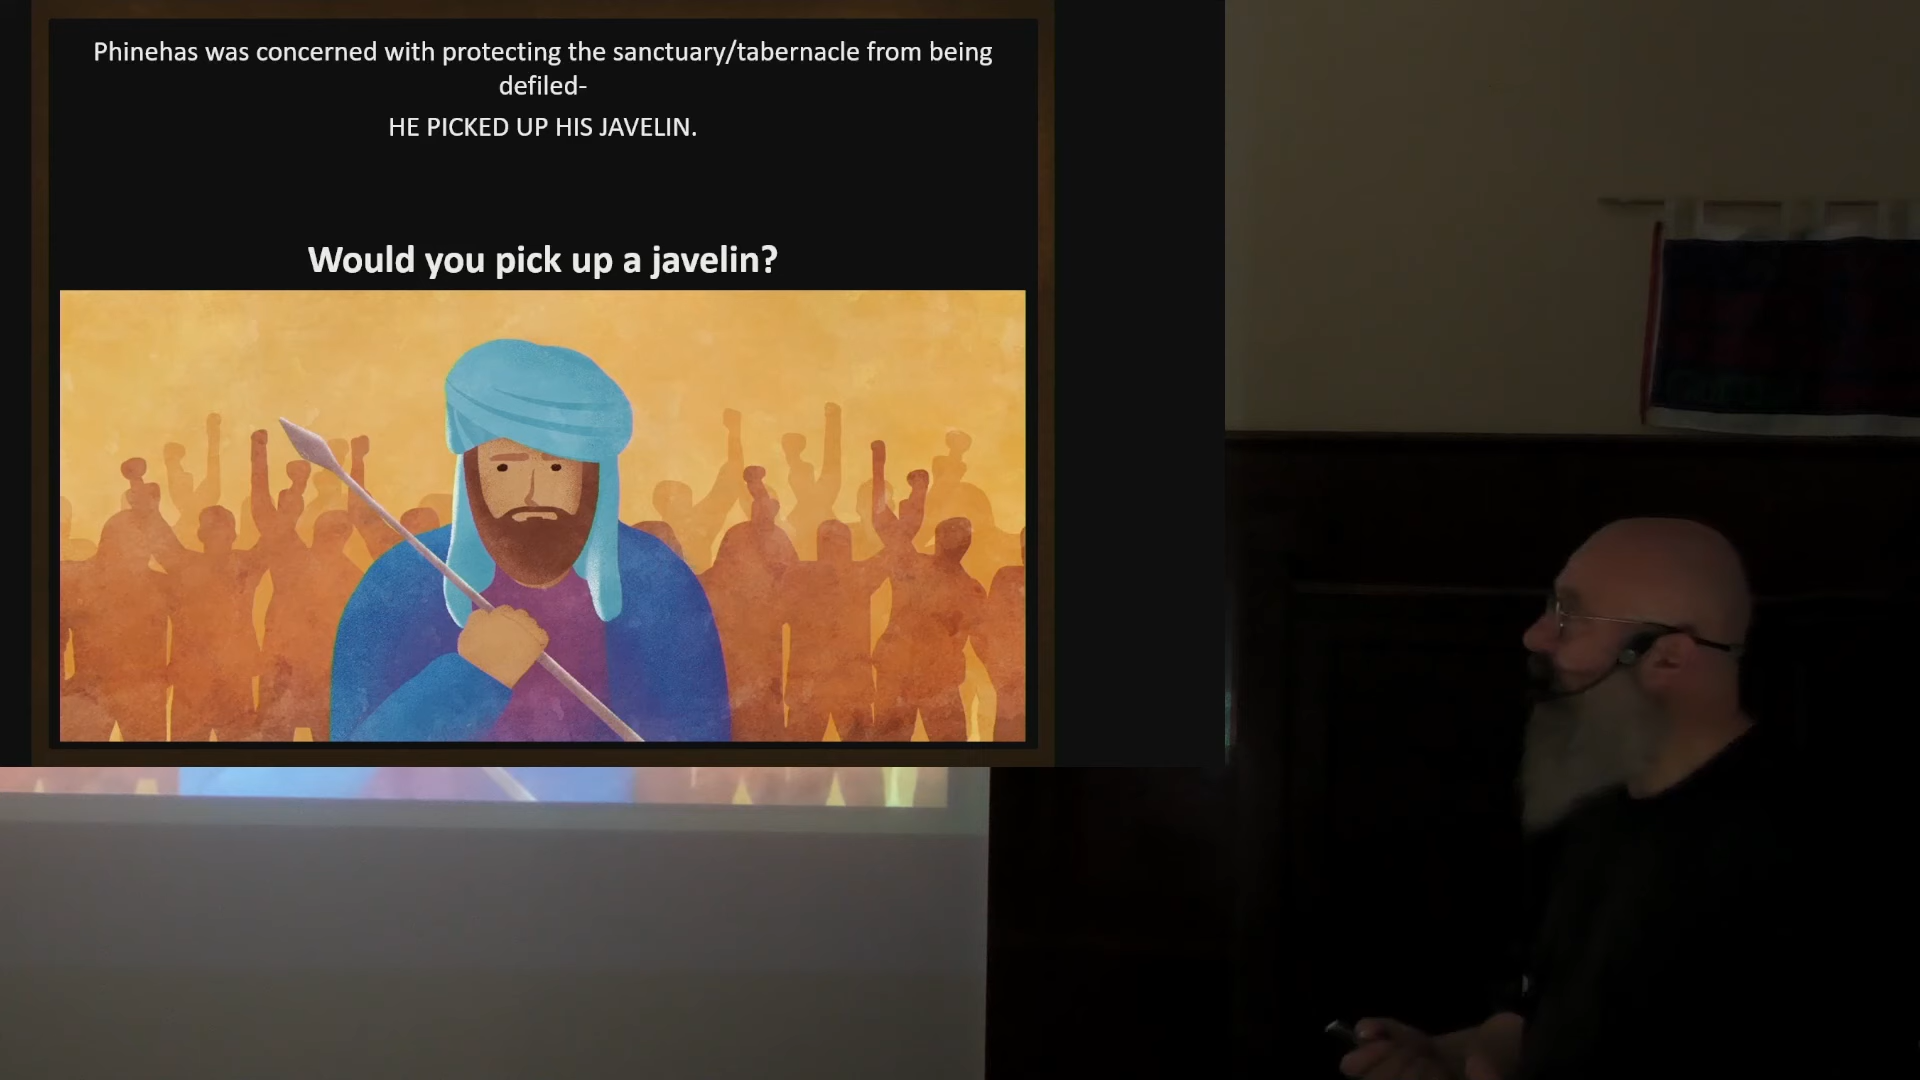 Phinehas was concerned with protecting the sanctuary/tabernacle from being
defiled-
HE PICKED UP HIS JAVELIN.
Would you pick up a javelin?